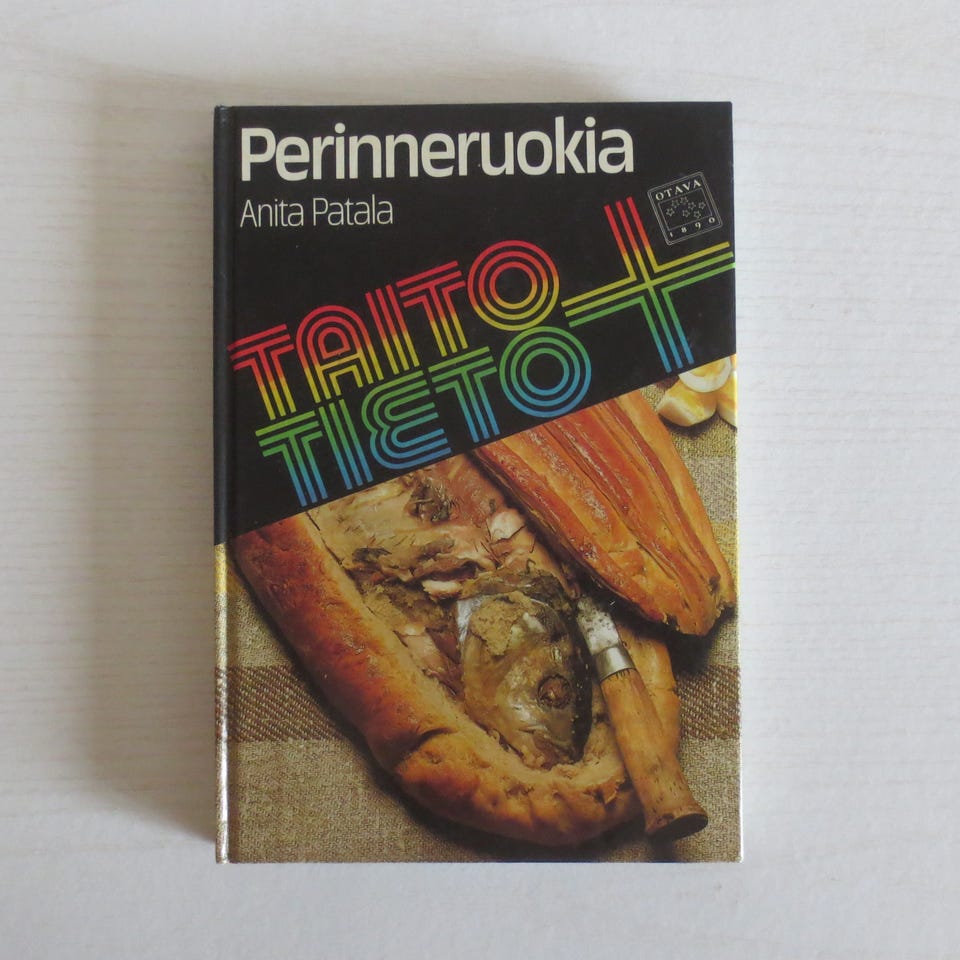 Perinneruokia
Anita Patala
OTAVA
1890
TAITO
TIETO +